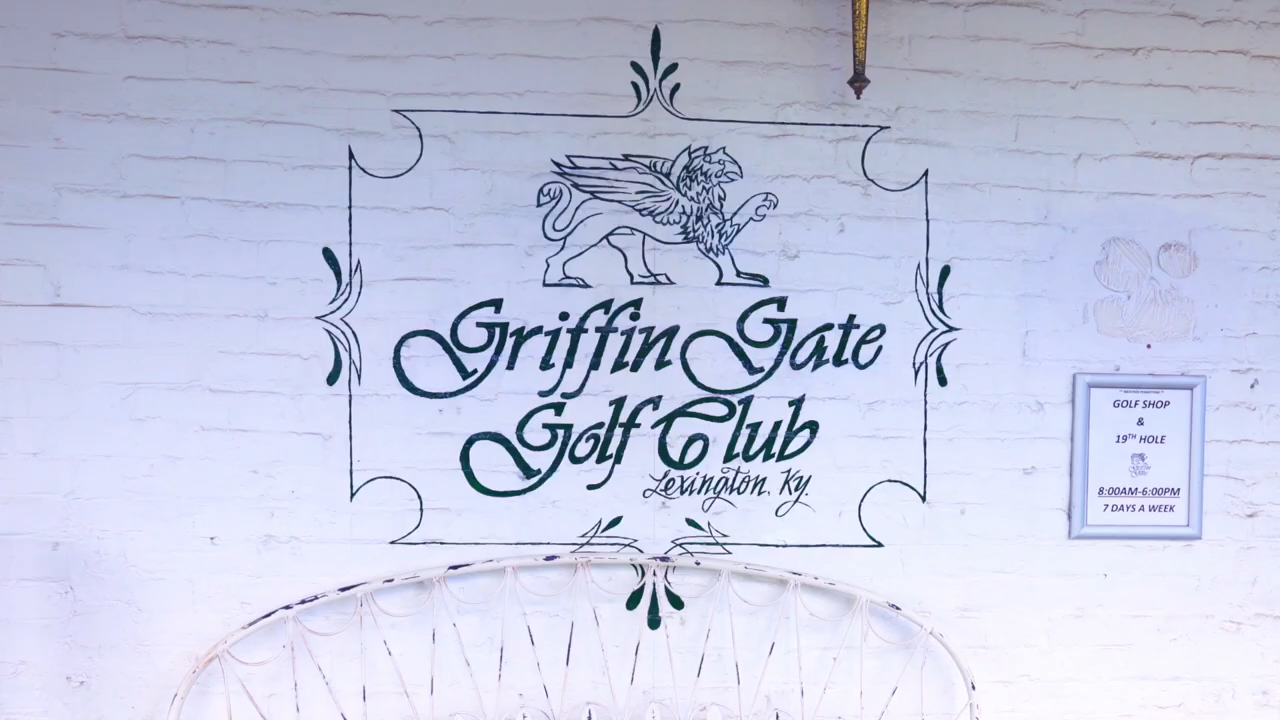 Griffin Gate
Golf Club
Lexington, Ky.
GOLF SHOP
&
19TH HOLE
8:00AM-6:00PM
7 DAYS A WEEK